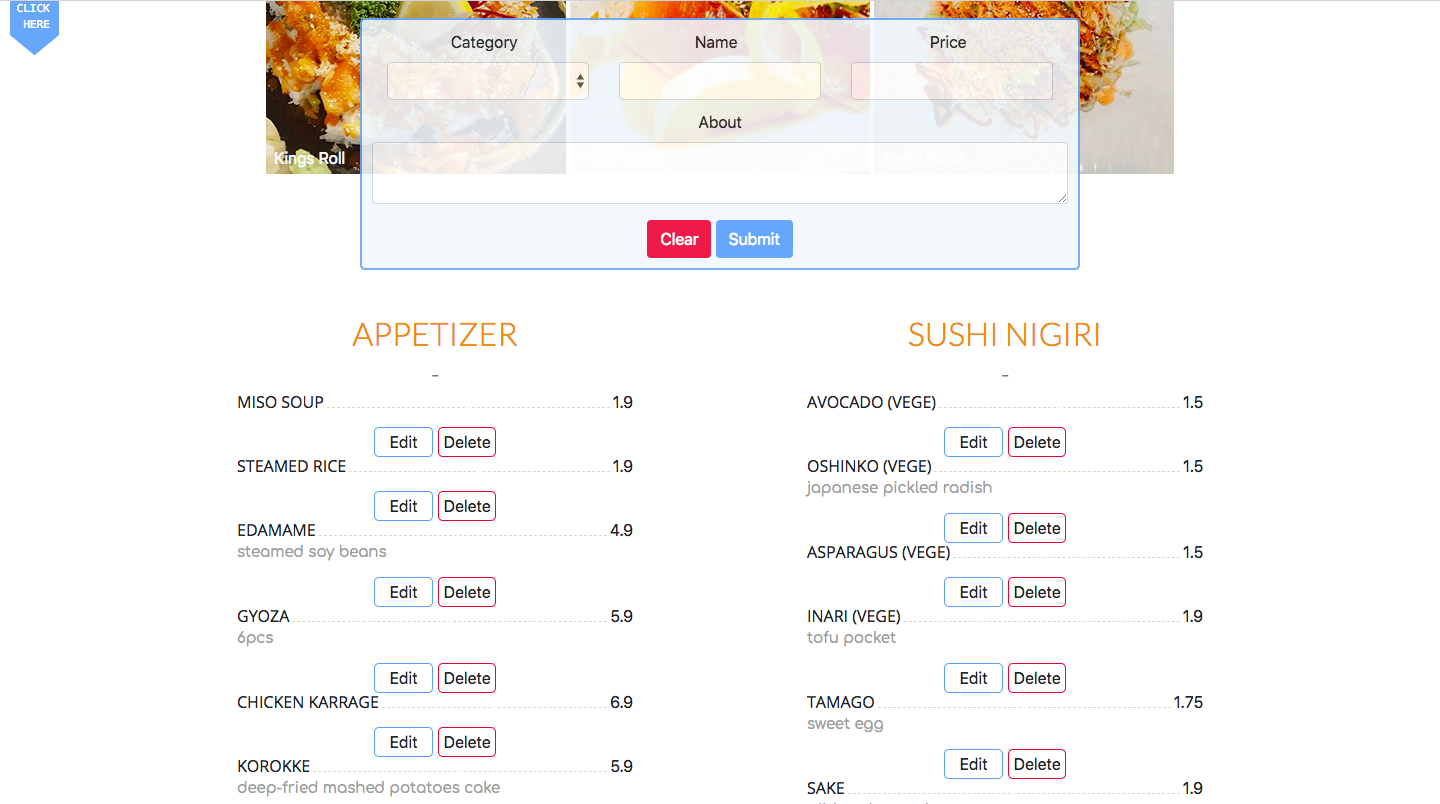 CLICK
HERE
Category
Name
Price
Kings Roll
Sushi Pizza
About
Clear
Submit
APPETIZER
–
MISO SOUP 1.9
Edit
Delete
STEAMED RICE 1.9
Edit
Delete
EDAMAME 4.9
steamed soy beans
Edit
Delete
GYOZA 5.9
6pcs
Edit
Delete
CHICKEN KARRAGE 6.9
Edit
Delete
KOROKKE 5.9
deep-fried mashed potatoes cake
SUSHI NIGIRI
–
AVOCADO (VEGE) 1.5
Edit
Delete
OSHINKO (VEGE) 1.5
japanese pickled radish
Edit
Delete
ASPARAGUS (VEGE) 1.5
Edit
Delete
INARI (VEGE) 1.9
tofu pocket
Edit
Delete
TAMAGO 1.75
sweet egg
Edit
Delete
SAKE 1.9